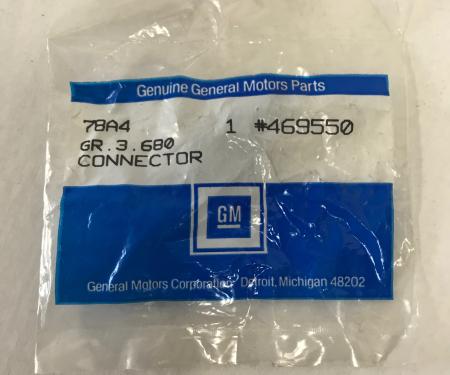 Genuine General Motors Parts
78A4 1 #469550
GR.3.680
CONNECTOR
GM
General Motors Corporation Detroit, Michigan 48202